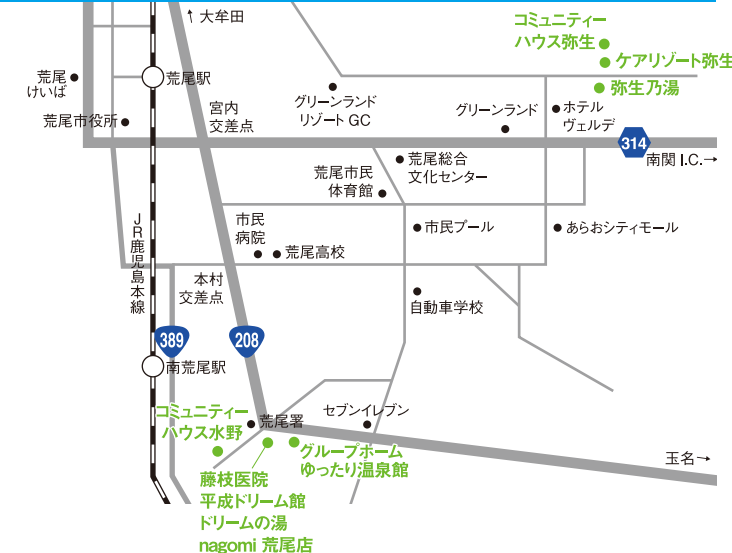 ↑大牟田
コミュニティー
ハウス弥生
ケアリゾート弥生
弥生乃湯
荒尾
けいば
荒尾駅
グリーンランド
リゾート GC
グリーンランド
ホテル
ヴェルデ
荒尾市役所
宮内
交差点
314
南関 I.C.→
荒尾総合
文化センター
荒尾市民
体育館
JR鹿児島本線
市民
病院
荒尾高校
市民プール
あらおシティモール
本村
交差点
自動車学校
389
208
南荒尾駅
コミュニティー
ハウス水野
荒尾署
セブンイレブン
グループホーム
ゆったり温泉館
玉名→
藤枝医院
平成ドリーム館
ドリームの湯
nagomi 荒尾店